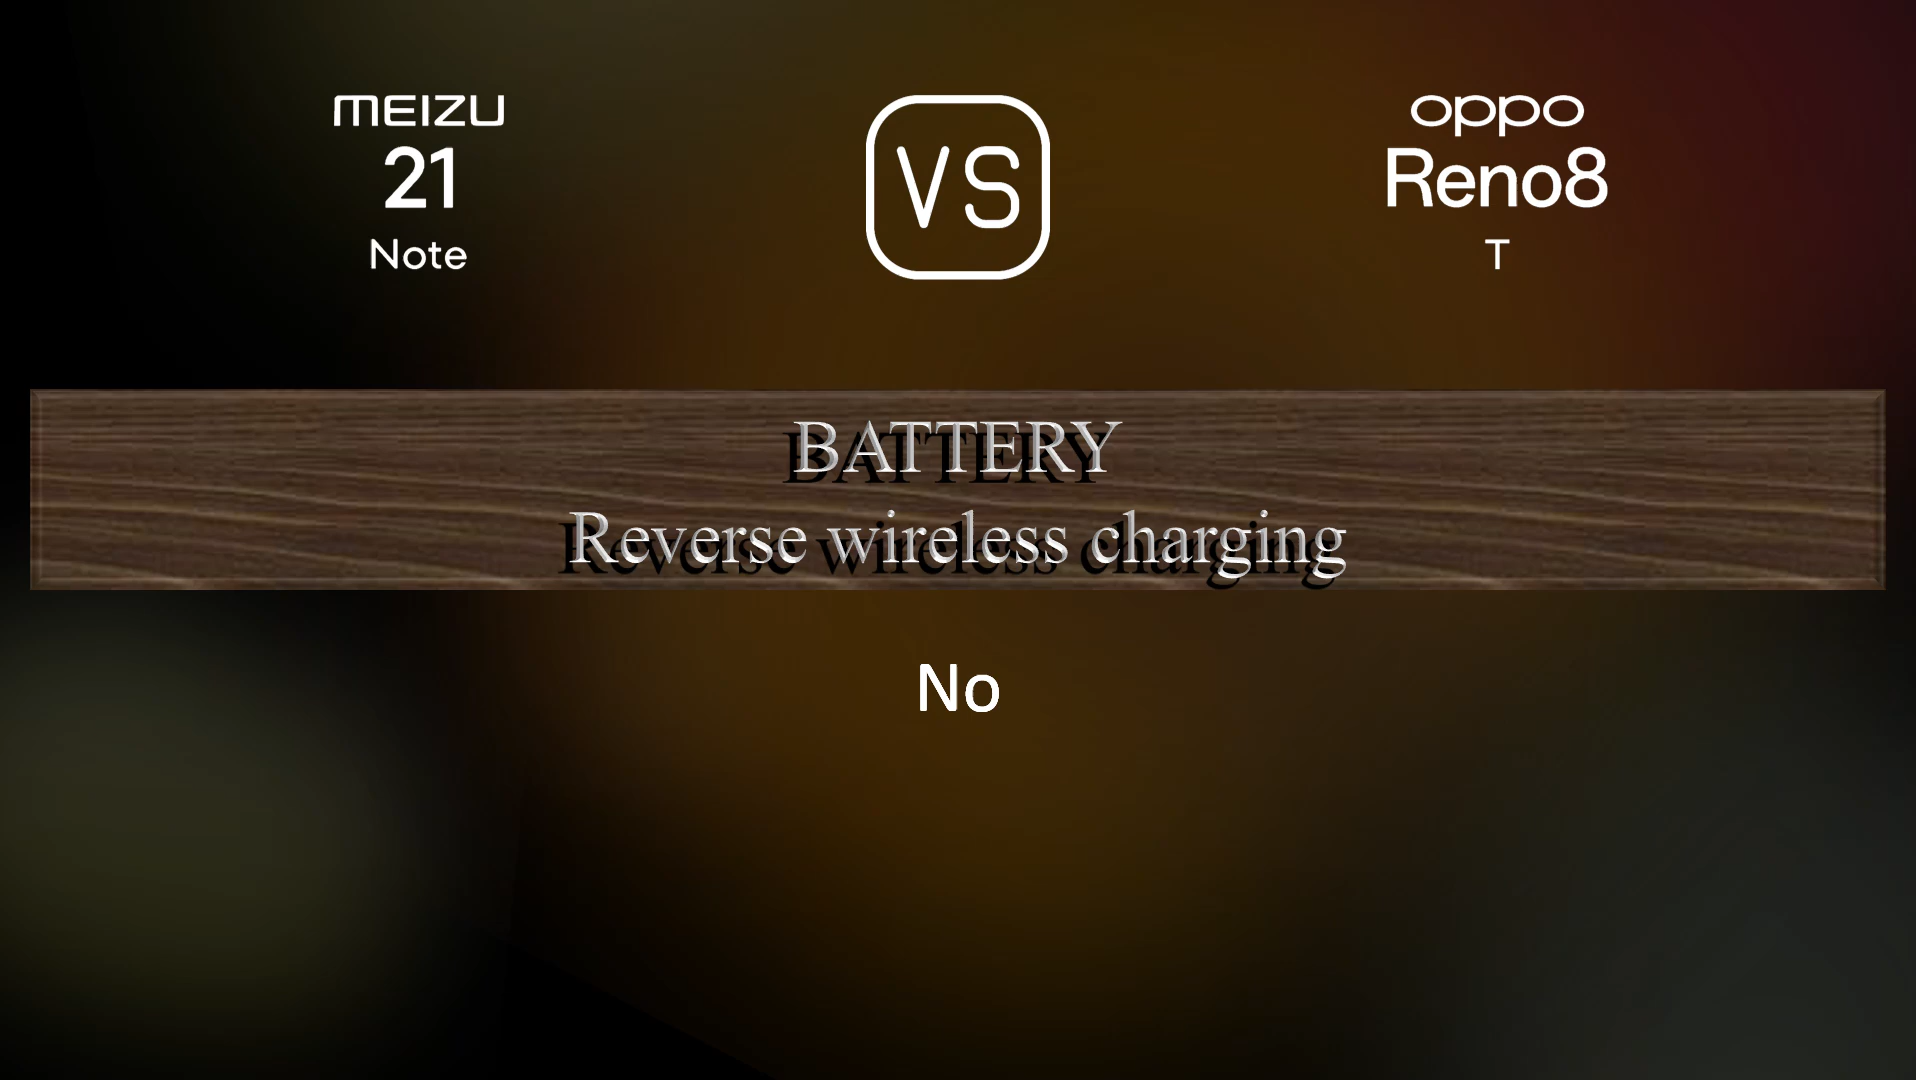 MEIZU
21
Note
VS
oppo
Reno8
T
BATTERY
Reverse wireless charging
No